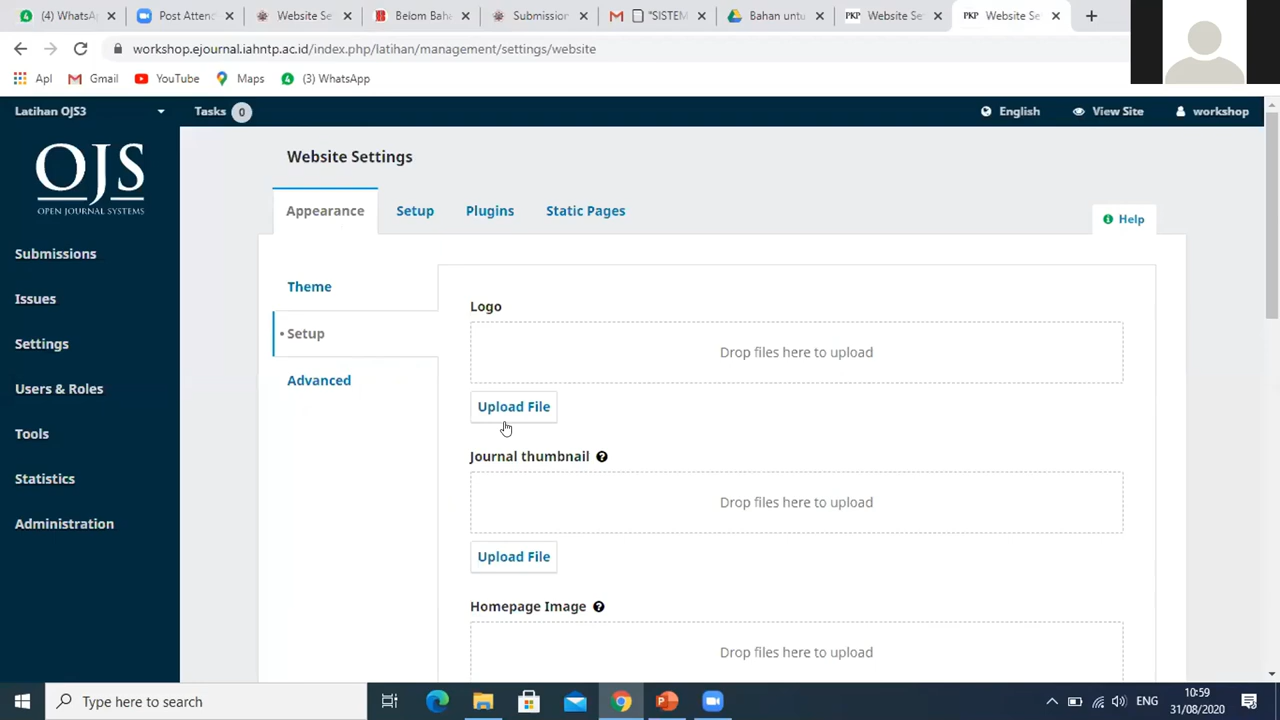 (4) WhatsA
Post Attend
Website Se
Belom Bah
Submission
"SISTEM
Bahan untu
PKP Website Se
PKP Website Se
workshop.ejournal.iahntp.ac.id/index.php/latihan/management/settings/website
Apl
Gmail
YouTube
Maps
(3) WhatsApp
Latihan OJS3
Tasks 0
English
View Site
workshop
OJS
OPEN JOURNAL SYSTEMS
Submissions
Issues
Settings
Users & Roles
Tools
Statistics
Administration
Website Settings
Appearance
Setup
Plugins
Static Pages
Help
Theme
• Setup
Advanced
Logo
Drop files here to upload
Upload File
Journal thumbnail
Drop files here to upload
Upload File
Homepage Image
Drop files here to upload
Type here to search
ENG
10:59
31/08/2020